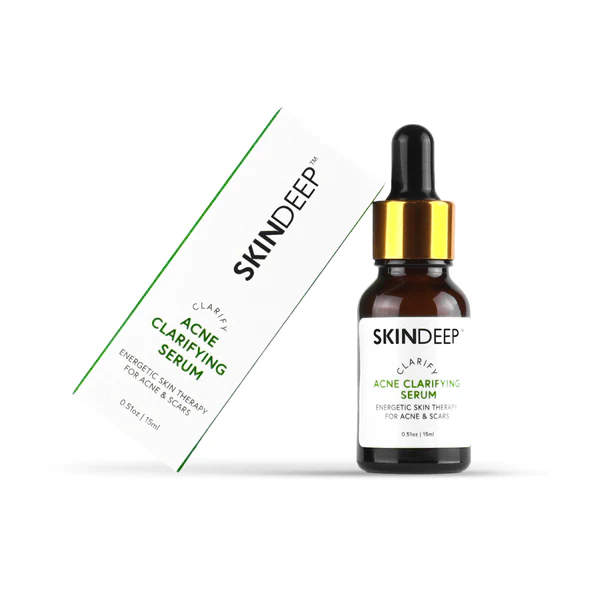 SKINDEEP™
CLARIFY
ACNE
CLARIFYING
SERUM
ENERGETIC SKIN THERAPY
FOR ACNE & SCARS
0.51oz | 15ml
SKINDEEP™
CLARIFY
ACNE CLARIFYING
SERUM
ENERGETIC SKIN THERAPY
FOR ACNE & SCARS
0.51oz | 15ml